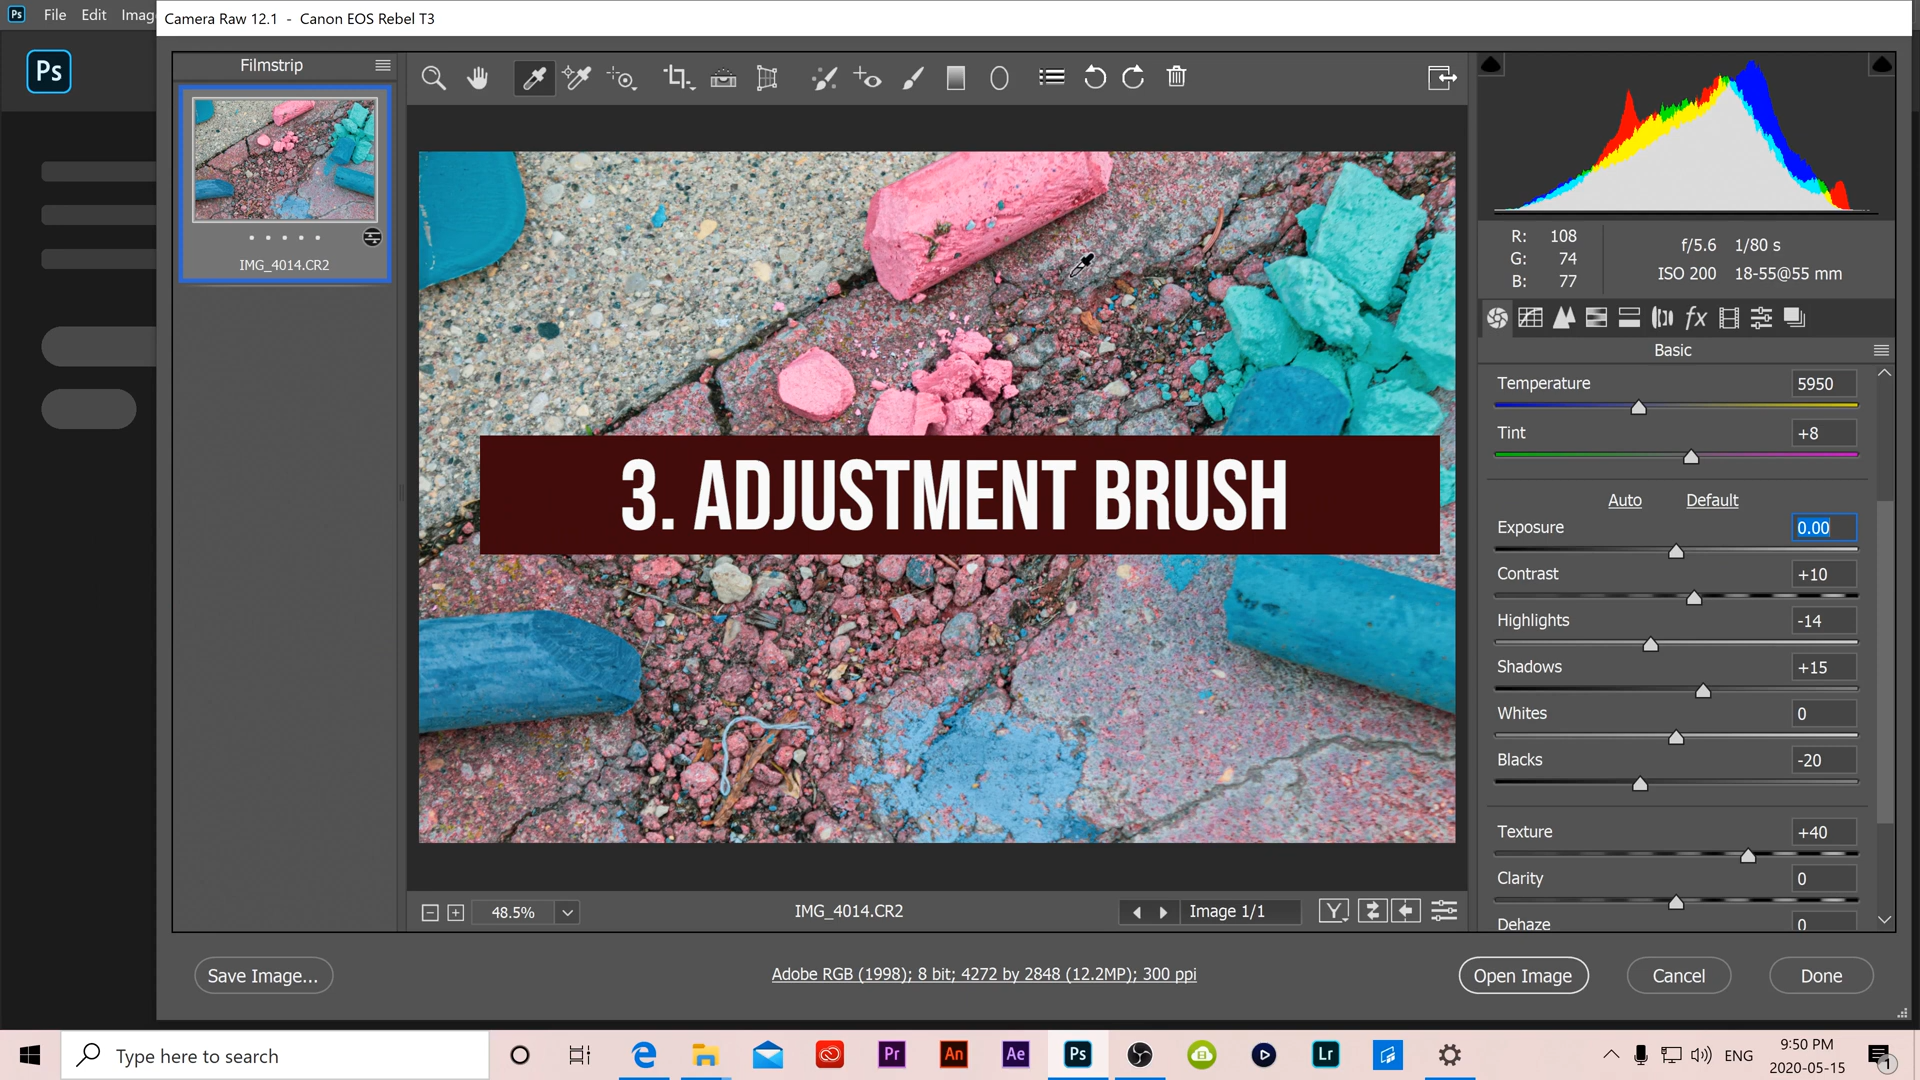 Ps
File
Edit
Imag
Camera Raw 12.1 - Canon EOS Rebel T3
Ps
Filmstrip
IMG_4014.CR2
3. ADJUSTMENT BRUSH
R: 108
G: 74
B: 77
f/5.6 1/80 s
ISO 200 18-55@55 mm
fx
Basic
Temperature 5950
Tint +8
Auto Default
Exposure 0.00
Contrast +10
Highlights -14
Shadows +15
Whites 0
Blacks -20
Texture +40
Clarity 0
Dehaze 0
48.5%
IMG_4014.CR2
Image 1/1
Y
Save Image...
Adobe RGB (1998); 8 bit; 4272 by 2848 (12.2MP); 300 ppi
Open Image
Cancel
Done
Type here to search
Pr
An
Ae
Ps
Lr
ENG
9:50 PM
2020-05-15
1